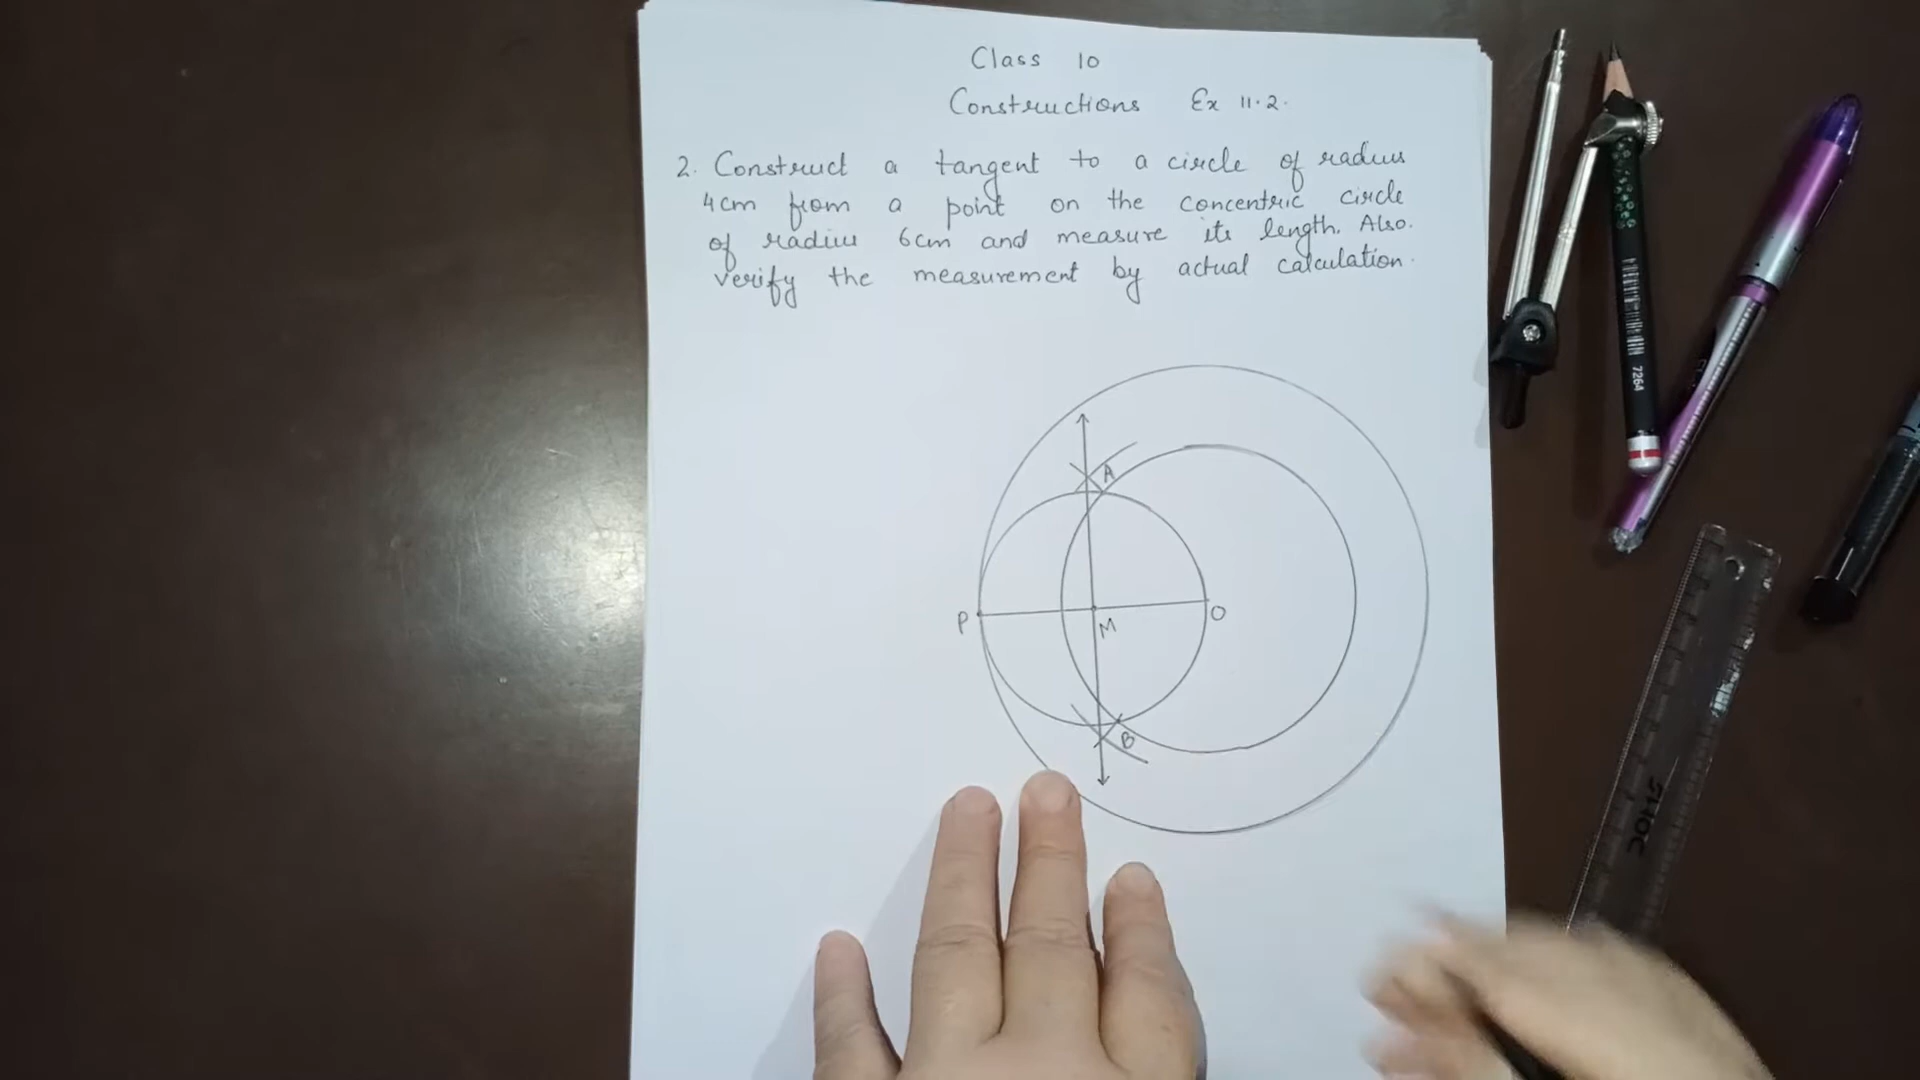 Class 10
Constructions Ex 11.2.
2. Construct a tangent to a circle of radius
4cm from a point on the concentric circle
of radius 6cm and measure its length. Also.
verify the measurement by actual calculation.
A
P
M
O
B
7264